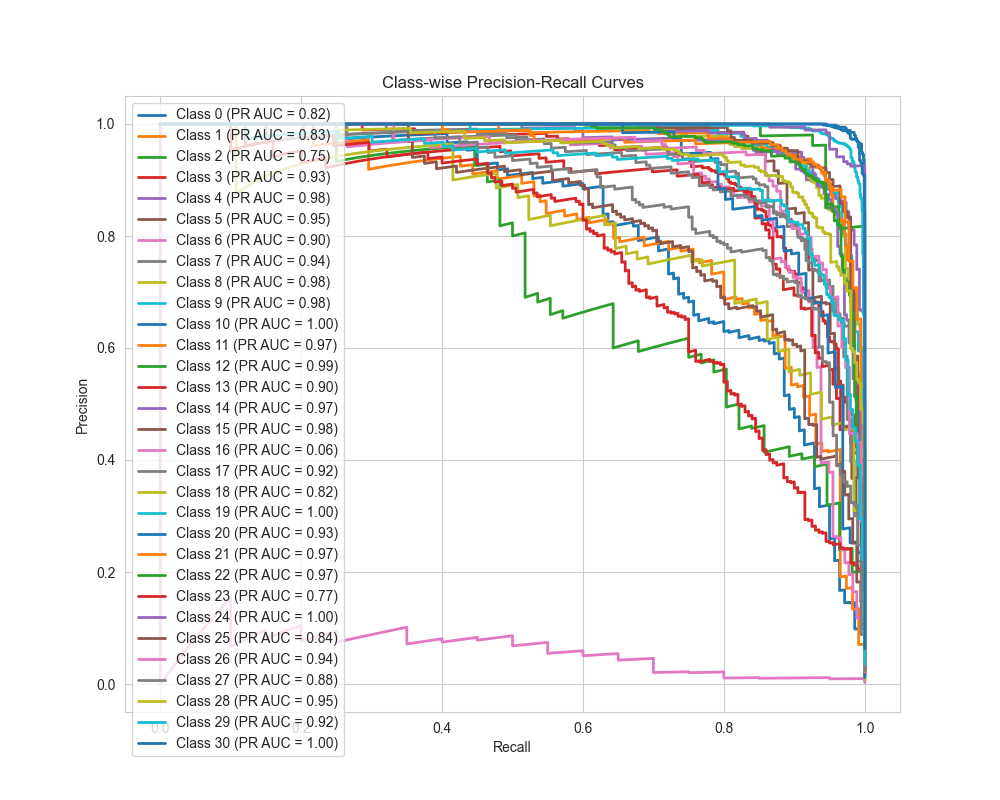 Class-wise Precision-Recall Curves
Precision
1.0
0.8
0.6
0.4
0.2
0.0
Class 0 (PR AUC = 0.82)
Class 1 (PR AUC = 0.83)
Class 2 (PR AUC = 0.75)
Class 3 (PR AUC = 0.93)
Class 4 (PR AUC = 0.98)
Class 5 (PR AUC = 0.95)
Class 6 (PR AUC = 0.90)
Class 7 (PR AUC = 0.94)
Class 8 (PR AUC = 0.98)
Class 9 (PR AUC = 0.98)
Class 10 (PR AUC = 1.00)
Class 11 (PR AUC = 0.97)
Class 12 (PR AUC = 0.99)
Class 13 (PR AUC = 0.90)
Class 14 (PR AUC = 0.97)
Class 15 (PR AUC = 0.98)
Class 16 (PR AUC = 0.06)
Class 17 (PR AUC = 0.92)
Class 18 (PR AUC = 0.82)
Class 19 (PR AUC = 1.00)
Class 20 (PR AUC = 0.93)
Class 21 (PR AUC = 0.97)
Class 22 (PR AUC = 0.97)
Class 23 (PR AUC = 0.77)
Class 24 (PR AUC = 1.00)
Class 25 (PR AUC = 0.84)
Class 26 (PR AUC = 0.94)
Class 27 (PR AUC = 0.88)
Class 28 (PR AUC = 0.95)
Class 29 (PR AUC = 0.92)
Class 30 (PR AUC = 1.00)
0.0 0.2 0.4 0.6 0.8 1.0
Recall